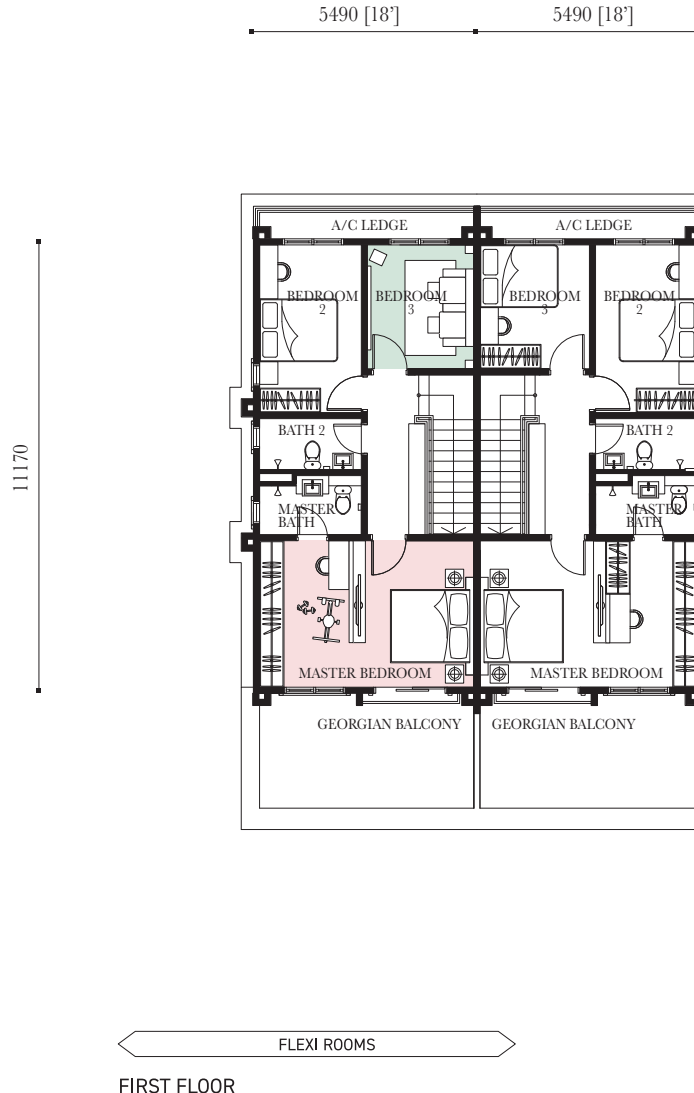 5490 [18’] 5490 [18’]
A/C LEDGE A/C LEDGE
BEDROOM
2
BEDROOM
3
BEDROOM
3
BEDROOM
2
11170
BATH 2 BATH 2
MASTER
BATH
MASTER
BATH
MASTER BEDROOM MASTER BEDROOM
GEORGIAN BALCONY GEORGIAN BALCONY
FLEXI ROOMS
FIRST FLOOR